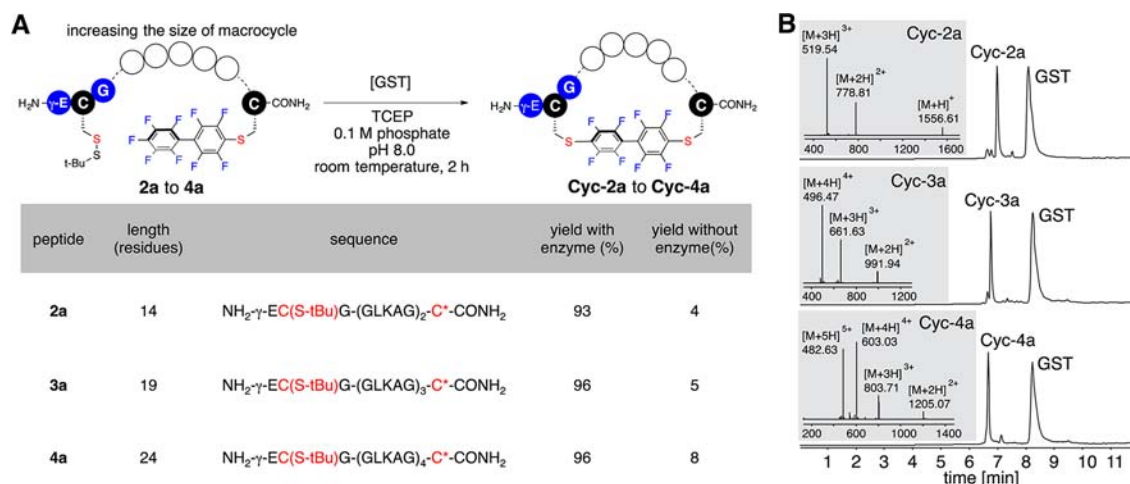 A
increasing the size of macrocycle
H₂N γ-E C G C CONH₂
S
S
t-Bu
F F F F
F F F F F
S
2a to 4a
[GST]
TCEP
0.1 M phosphate
pH 8.0
room temperature, 2 h
H₂N γ-E C G C CONH₂
S F F F F F F F F S
Cyc-2a to Cyc-4a
peptide length (residues) sequence yield with enzyme (%) yield without enzyme(%)
2a 14 NH₂-γ-EC(S-tBu)G-(GLKAG)₂-C*-CONH₂ 93 4
3a 19 NH₂-γ-EC(S-tBu)G-(GLKAG)₃-C*-CONH₂ 96 5
4a 24 NH₂-γ-EC(S-tBu)G-(GLKAG)₄-C*-CONH₂ 96 8
B
[M+3H]³⁺
519.54
Cyc-2a
[M+2H]²⁺
778.81
[M+H]⁺
1556.61
400 800 1200 1600
Cyc-2a
GST
[M+4H]⁴⁺
496.47
Cyc-3a
[M+3H]³⁺
661.63
[M+2H]²⁺
991.94
400 800 1200
Cyc-3a
GST
[M+5H]⁵⁺
482.63
[M+4H]⁴⁺
603.03
Cyc-4a
[M+3H]³⁺
803.71
[M+2H]²⁺
1205.07
200 600 1000 1400
Cyc-4a
GST
1 2 3 4 5 6 7 8 9 10 11
time [min]